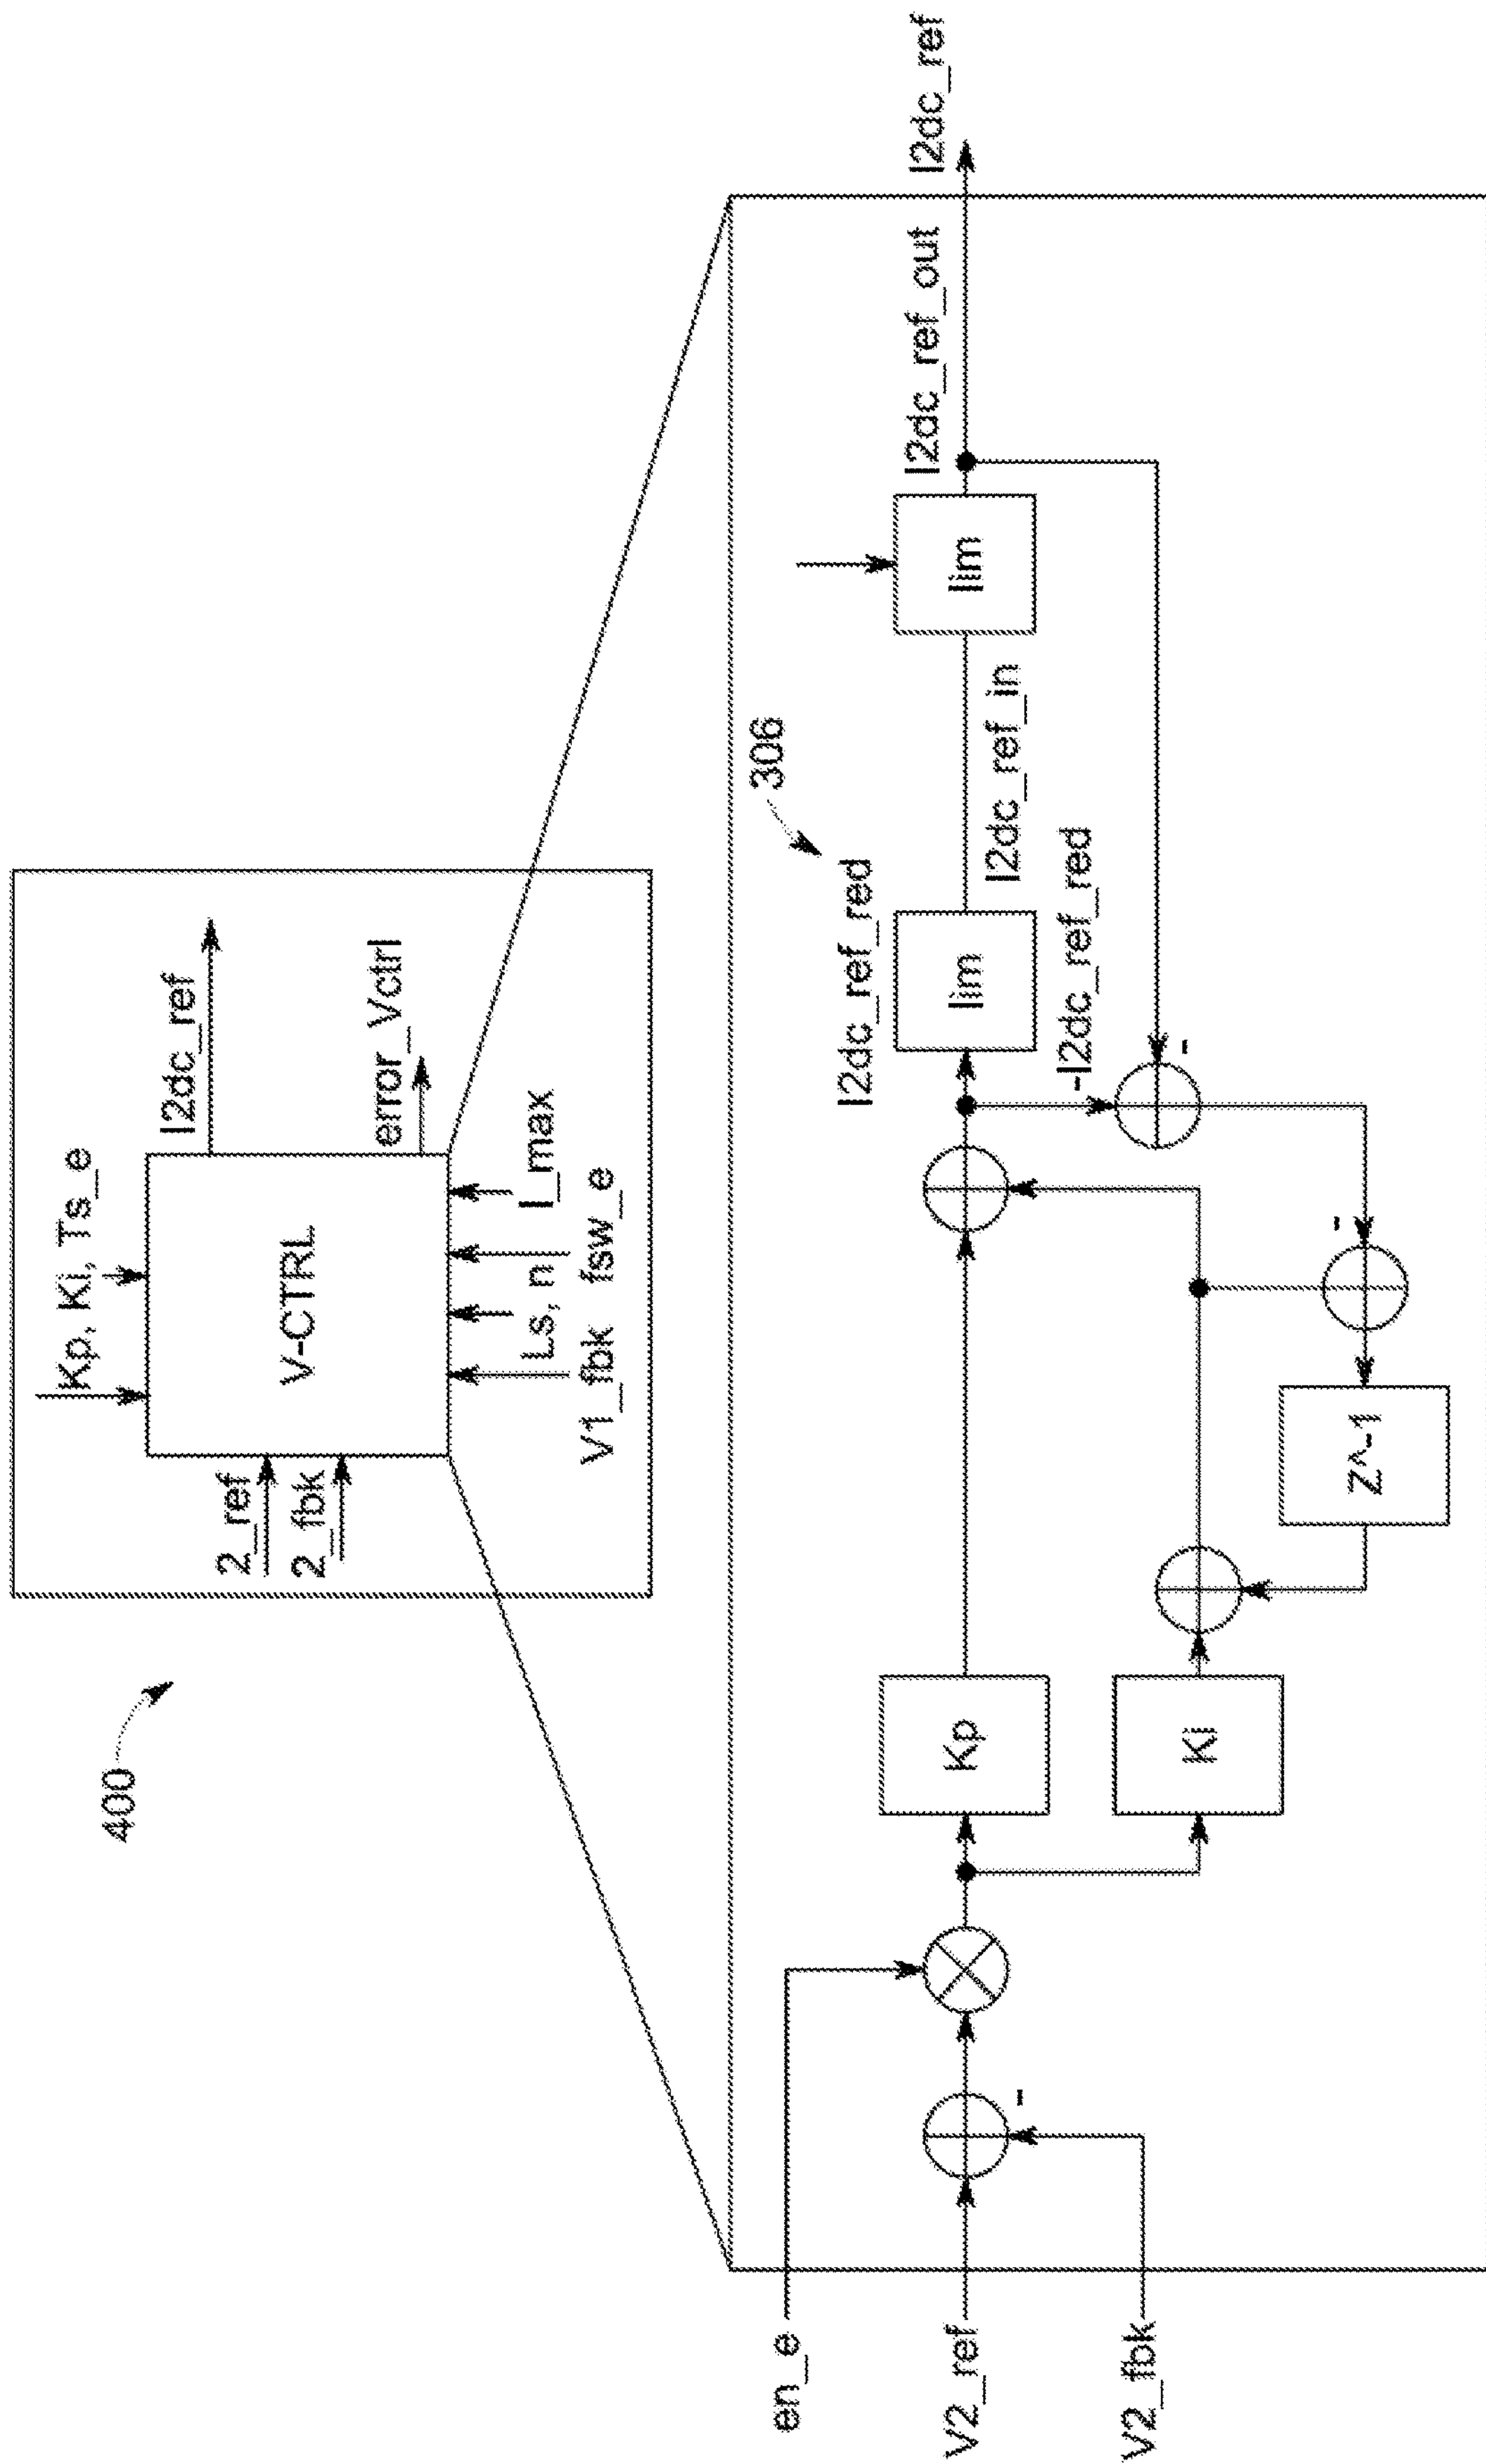 400
Kp, Ki, Ts_e
2_ref
2_fbk
V-CTRL
I2dc_ref
error_Vctrl
Ls, n
I_max
V1_fbk fsw_e
306
en_e
V2_ref
V2_fbk
-
Kp
Ki
Z^-1
-
I2dc_ref_red
-I2dc_ref_red
-
lim
I2dc_ref_in
lim
I2dc_ref_out
I2dc_ref